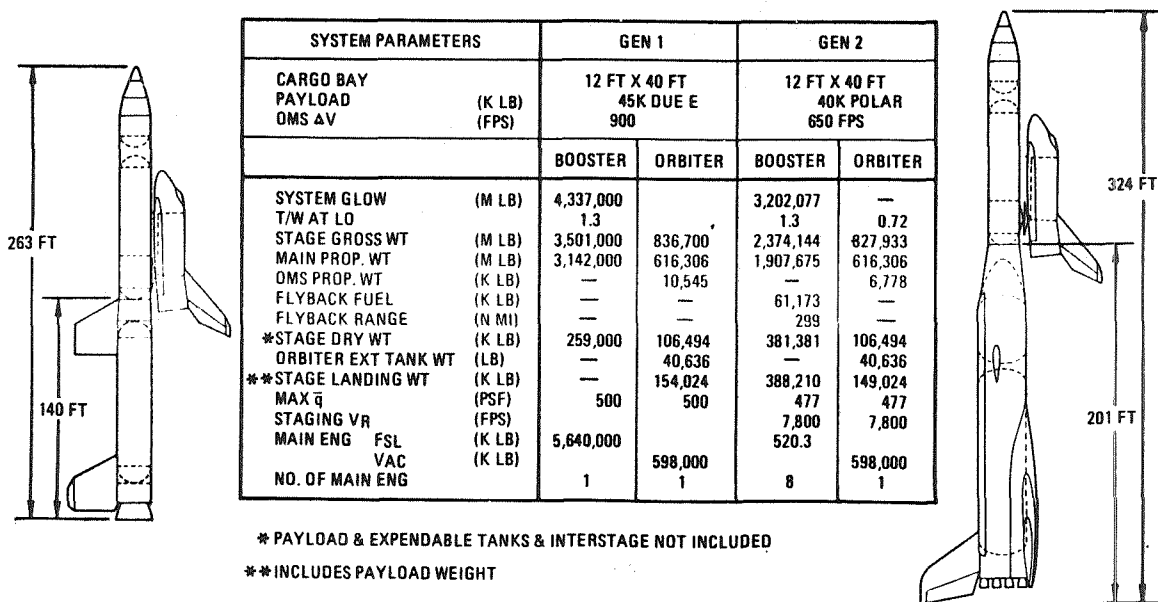 SYSTEM PARAMETERS GEN 1 GEN 2
CARGO BAY 12 FT X 40 FT 12 FT X 40 FT
PAYLOAD (K LB) 45K DUE E 40K POLAR
OMS ΔV (FPS) 900 650 FPS
BOOSTER ORBITER BOOSTER ORBITER
SYSTEM GLOW (M LB) 4,337,000 3,202,077 —
T/W AT LO 1.3 1.3 0.72
STAGE GROSS WT (M LB) 3,501,000 836,700 2,374,144 827,933
MAIN PROP. WT (M LB) 3,142,000 616,306 1,907,675 616,306
OMS PROP. WT (K LB) — 10,545 — 6,778
FLYBACK FUEL (K LB) — — 61,173 —
FLYBACK RANGE (N MI) — — 299 —
*STAGE DRY WT (K LB) 259,000 106,494 381,381 106,494
ORBITER EXT TANK WT (LB) — 40,636 — 40,636
**STAGE LANDING WT (K LB) — 154,024 388,210 149,024
MAX q̄ (PSF) 500 500 477 477
STAGING VR (FPS) 7,800 7,800
MAIN ENG FSL (K LB) 5,640,000 520.3
VAC (K LB) 598,000 598,000
NO. OF MAIN ENG 1 1 8 1
* PAYLOAD & EXPENDABLE TANKS & INTERSTAGE NOT INCLUDED
** INCLUDES PAYLOAD WEIGHT
263 FT
140 FT
324 FT
201 FT